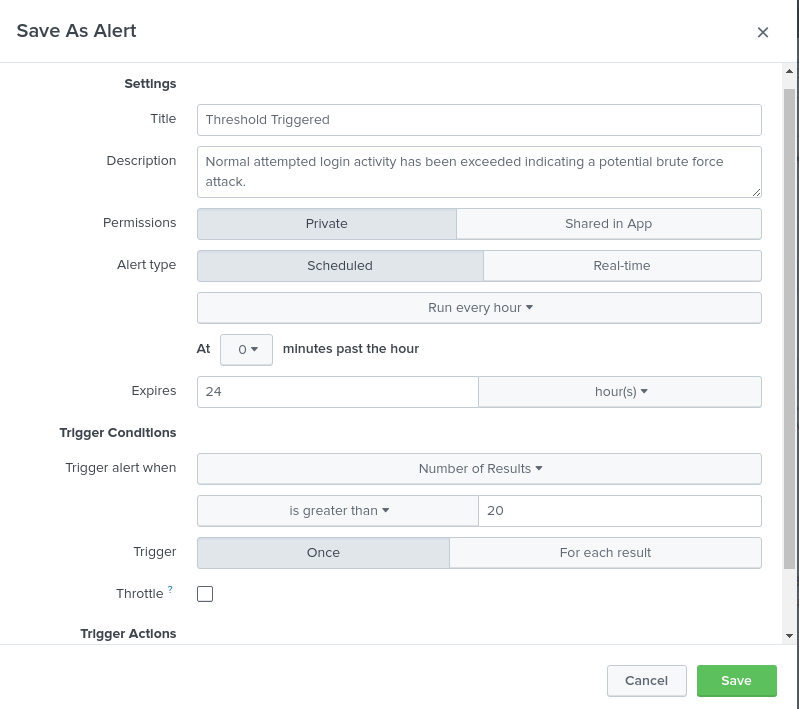 Save As Alert ×
Settings
Title Threshold Triggered
Description Normal attempted login activity has been exceeded indicating a potential brute force
attack.
Permissions Private Shared in App
Alert type Scheduled Real-time
Run every hour
At 0 minutes past the hour
Expires 24 hour(s)
Trigger Conditions
Trigger alert when Number of Results
is greater than 20
Trigger Once For each result
Throttle ?
Trigger Actions
Cancel Save